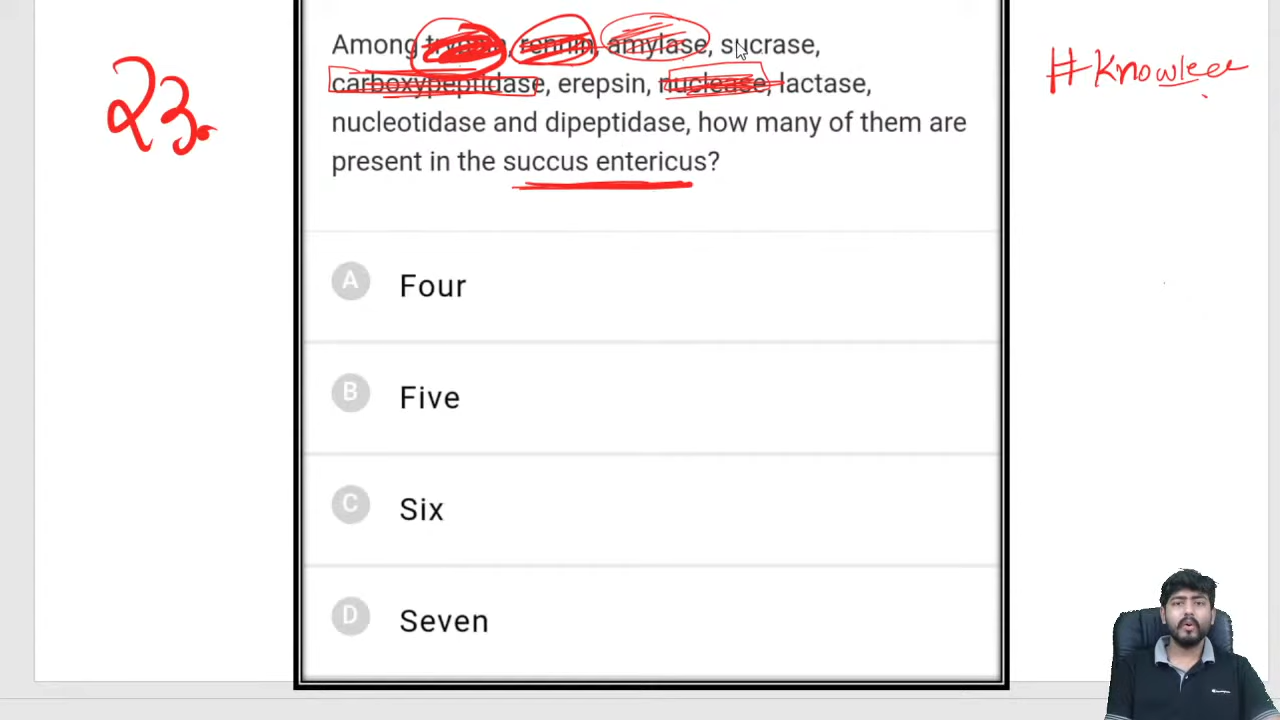 23.
Among trypsin, rennin, amylase, sucrase,
carboxypeptidase, erepsin, nuclease, lactase,
nucleotidase and dipeptidase, how many of them are
present in the succus entericus?
A Four
B Five
C Six
D Seven